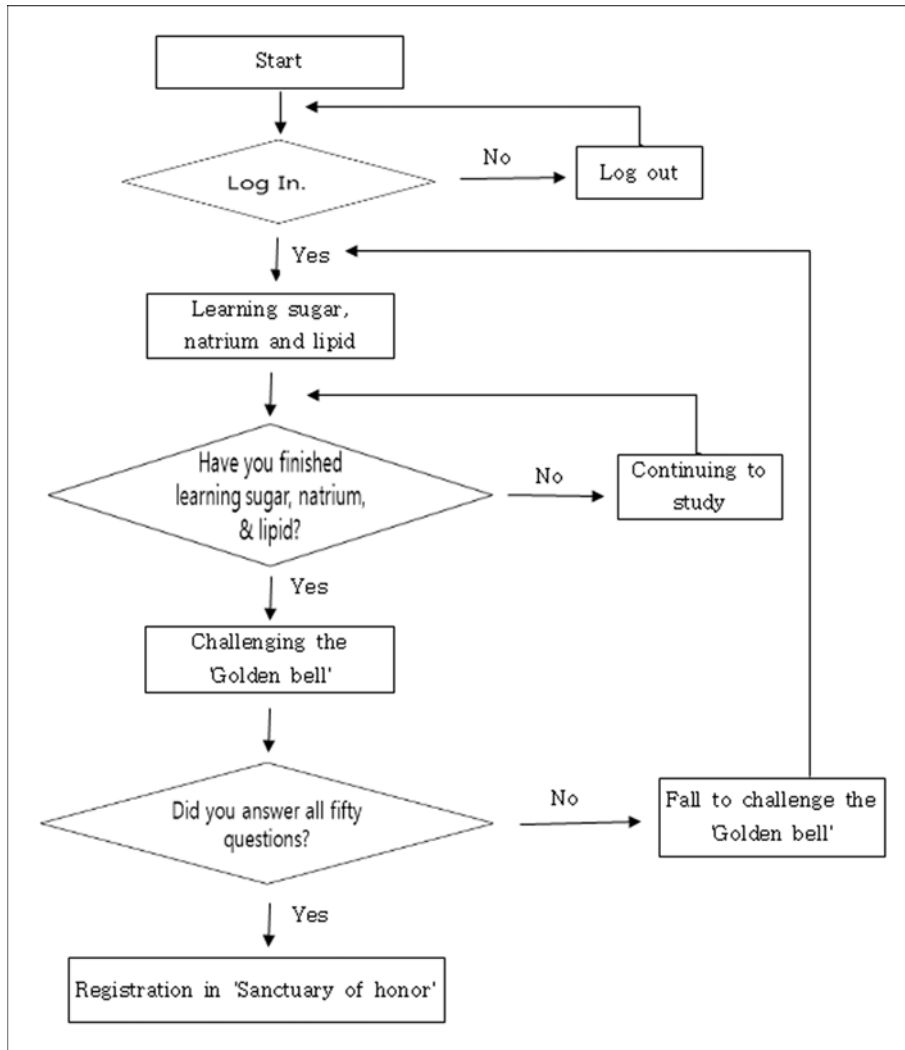 Start
Log In.
No
Log out
Yes
Learning sugar,
natrium and lipid
Have you finished
learning sugar, natrium,
& lipid?
No
Continuing to
study
Yes
Challenging the
'Golden bell'
Did you answer all fifty
questions?
No
Fall to challenge the
'Golden bell'
Yes
Registration in 'Sanctuary of honor'